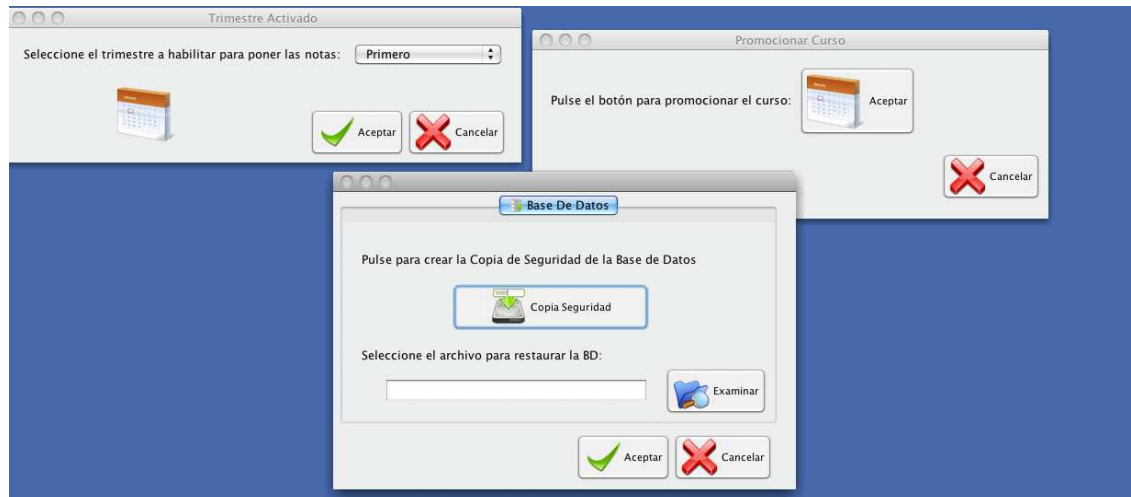 Trimestre Activado
Seleccione el trimestre a habilitar para poner las notas: Primero
Aceptar Cancelar
Promocionar Curso
Pulse el botón para promocionar el curso: Aceptar
Cancelar
Base De Datos
Pulse para crear la Copia de Seguridad de la Base de Datos
Copia Seguridad
Seleccione el archivo para restaurar la BD:
Examinar
Aceptar Cancelar